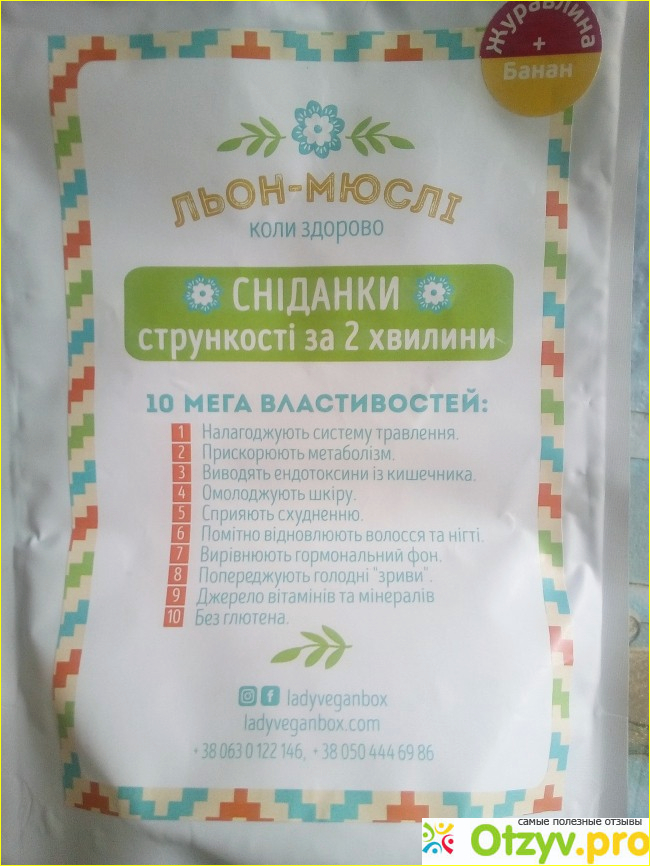 Журавлина
+
Банан
ЛЬОН-МЮСЛІ
КОЛИ ЗДОРОВО
СНІДАНКИ
стрункості за 2 хвилини
10 МЕГА ВЛАСТИВОСТЕЙ:
1 Налагоджують систему травлення.
2 Прискорюють метаболізм.
3 Виводять ендотоксини із кишечника.
4 Омолоджують шкіру.
5 Сприяють схудненню.
6 Помітно відновлюють волосся та нігті.
7 Вирівнюють гормональний фон.
8 Попереджують голодні "зриви".
9 Джерело вітамінів та мінералів
10 Без глютена.
ladyveganbox
ladyveganbox.com
+38 063 0 122 146, +38 050 444 69 86
самые полезные отзывы
Otzyv.pro